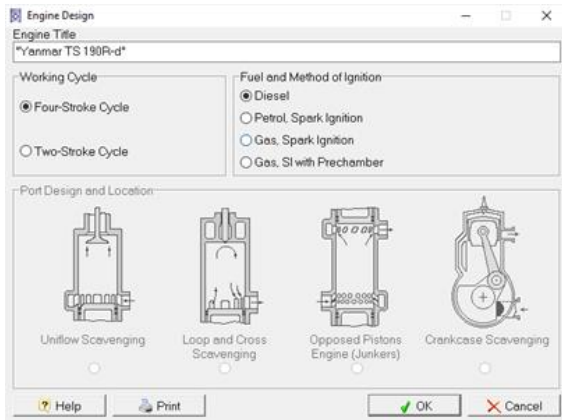 Engine Design
Engine Title
"Yanmar TS 190R-d"
Working Cycle
Four-Stroke Cycle
Two-Stroke Cycle
Fuel and Method of Ignition
Diesel
Petrol, Spark Ignition
Gas, Spark Ignition
Gas, SI with Prechamber
Port Design and Location
Uniflow Scavenging
Loop and Cross
Scavenging
Opposed Pistons
Engine (Junkers)
Crankcase Scavenging
? Help
Print
OK
Cancel